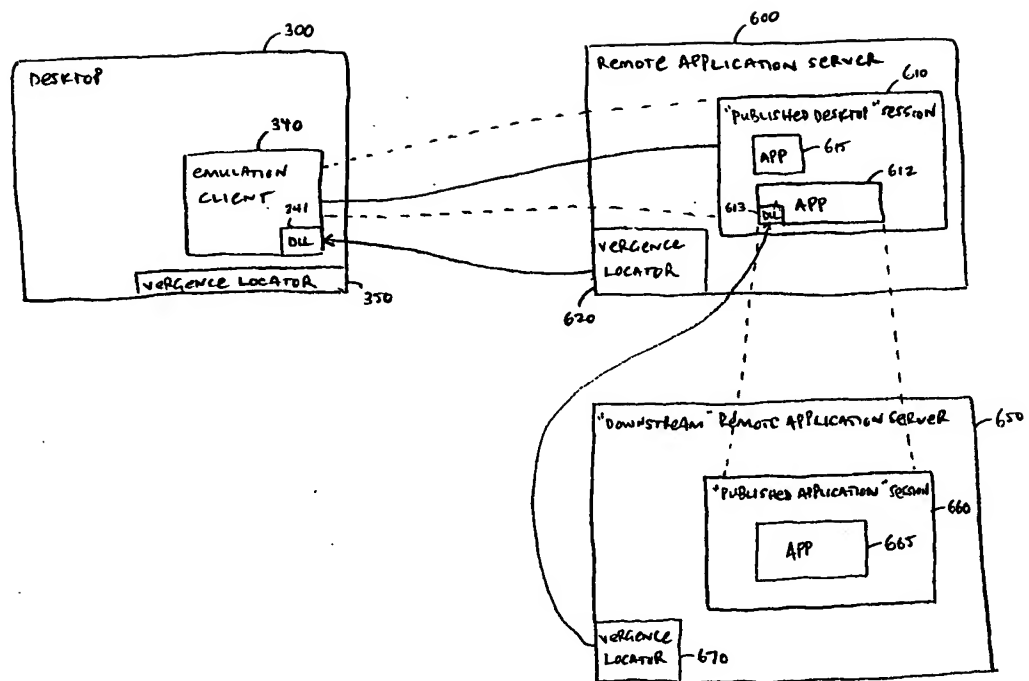 300
DESKTOP
340
EMULATION
CLIENT
341
DLL
VERGENCE LOCATOR
350
600
REMOTE APPLICATION SERVER
610
"PUBLISHED DESKTOP" SESSION
APP
615
612
613
DLL
APP
VERGENCE
LOCATOR
620
"DOWNSTREAM" REMOTE APPLICATION SERVER
650
"PUBLISHED APPLICATION" SESSION
660
APP
665
VERGENCE
LOCATOR
670